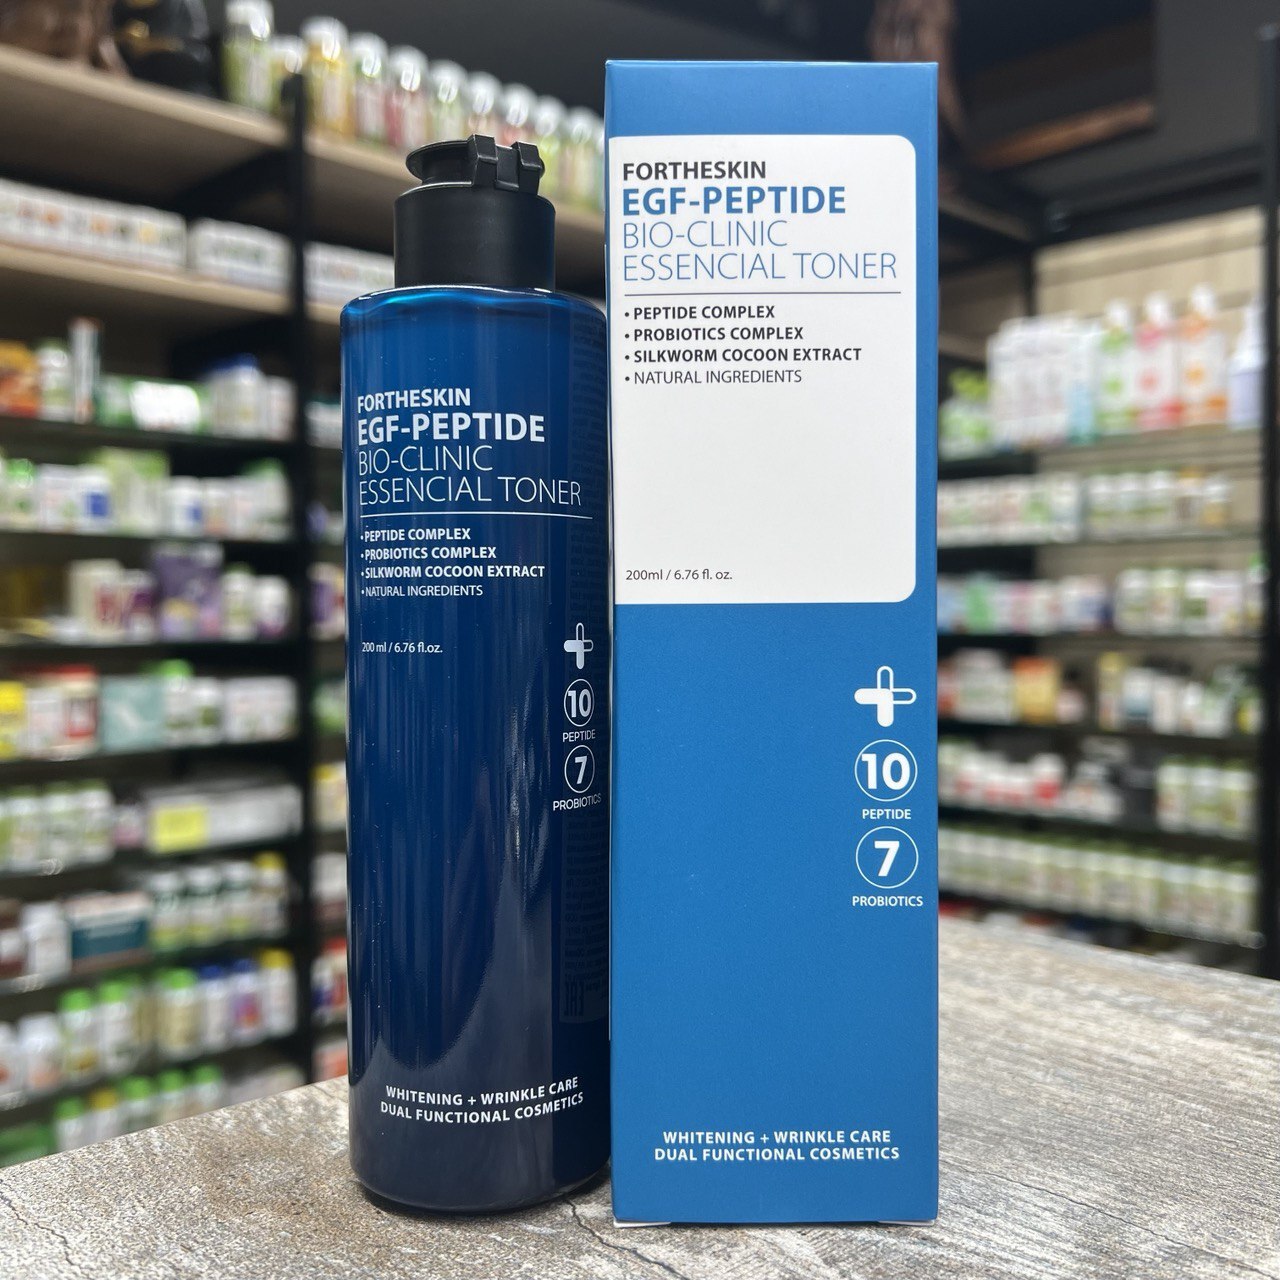 FORTHESKIN
EGF-PEPTIDE
BIO-CLINIC
ESSENCIAL TONER
• PEPTIDE COMPLEX
• PROBIOTICS COMPLEX
• SILKWORM COCOON EXTRACT
• NATURAL INGREDIENTS
200 ml / 6.76 fl.oz.
10
PEPTIDE
7
PROBIOTICS
WHITENING + WRINKLE CARE
DUAL FUNCTIONAL COSMETICS
FORTHESKIN
EGF-PEPTIDE
BIO-CLINIC
ESSENCIAL TONER
• PEPTIDE COMPLEX
• PROBIOTICS COMPLEX
• SILKWORM COCOON EXTRACT
• NATURAL INGREDIENTS
200ml / 6.76 fl. oz.
10
PEPTIDE
7
PROBIOTICS
WHITENING + WRINKLE CARE
DUAL FUNCTIONAL COSMETICS